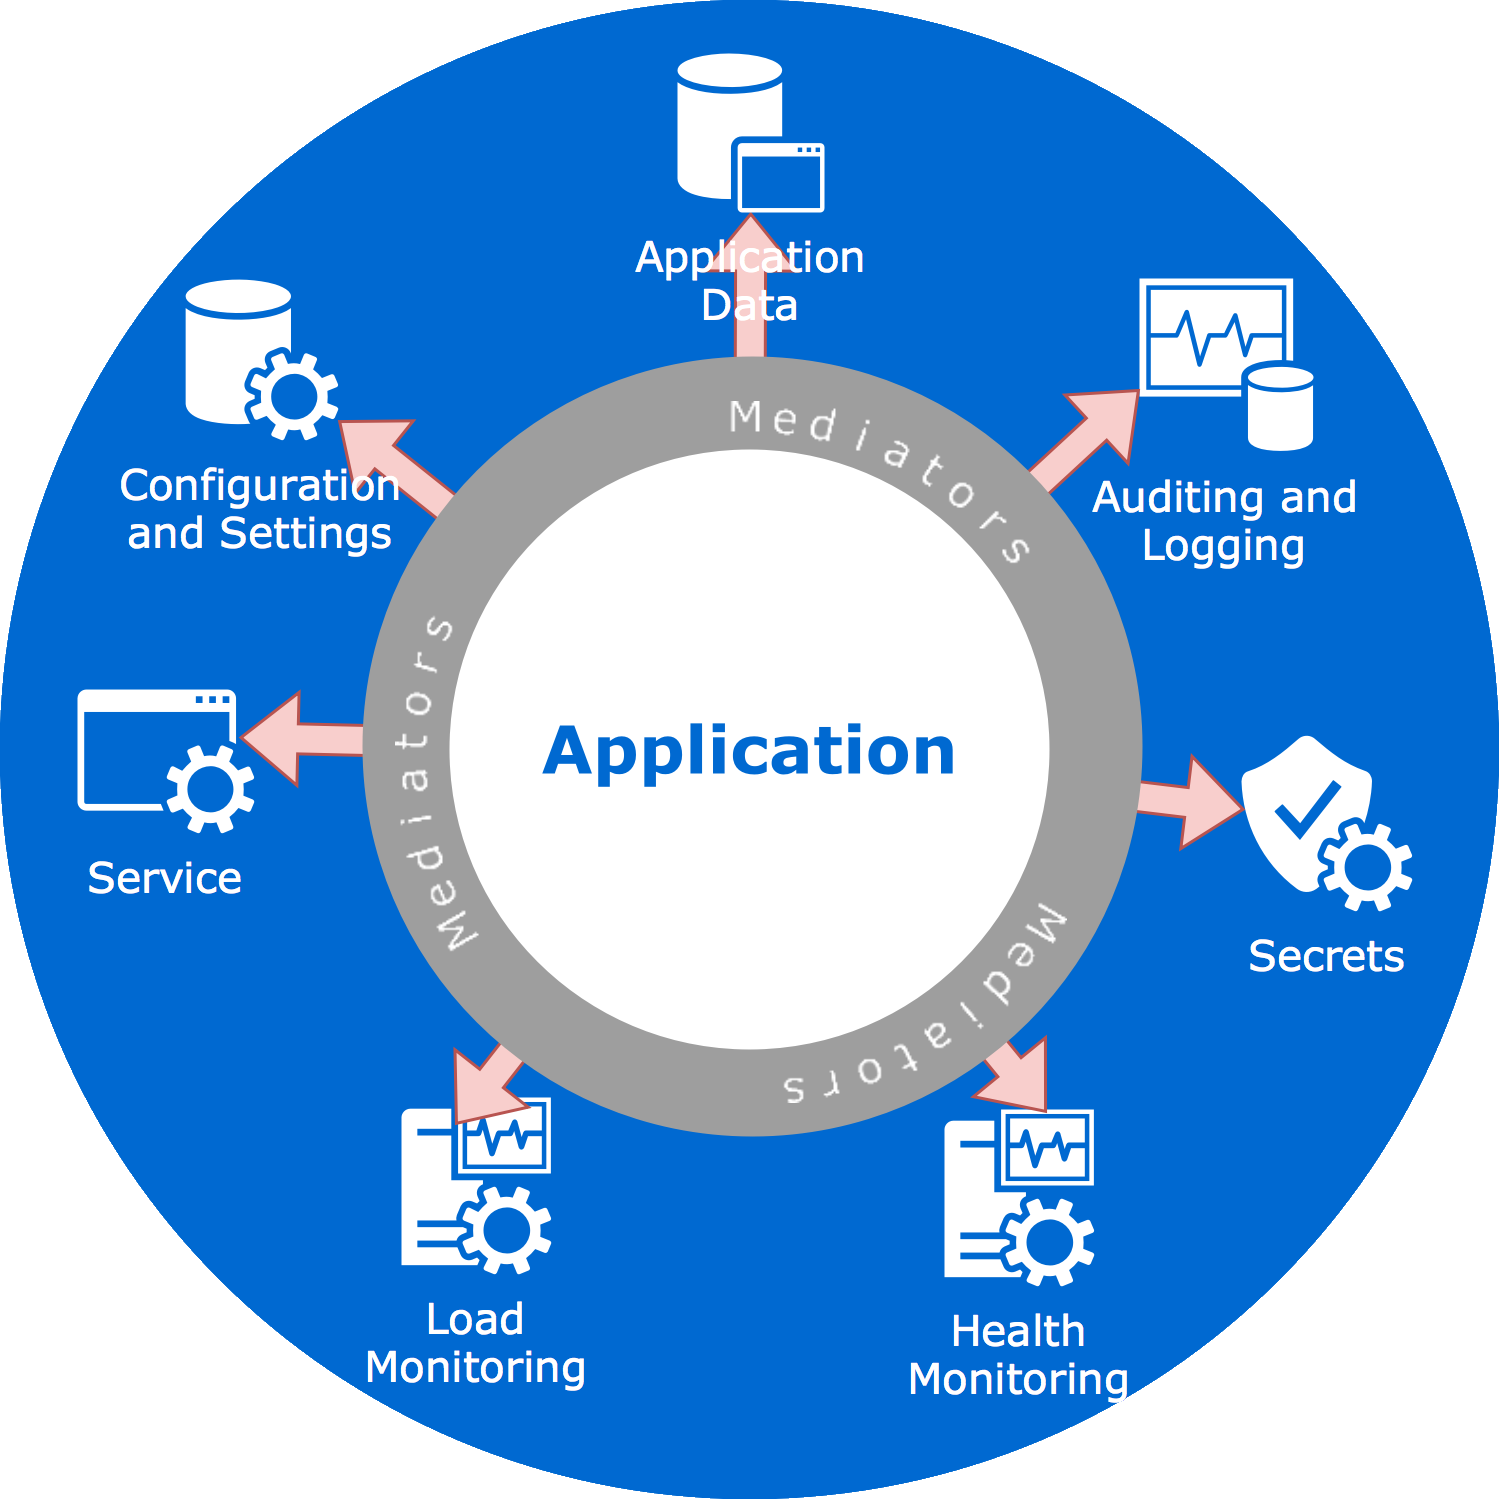 Application
Data
Auditing and
Logging
Secrets
Health
Monitoring
Load
Monitoring
Service
Configuration
and Settings
Mediators
Mediators
Mediators
Application